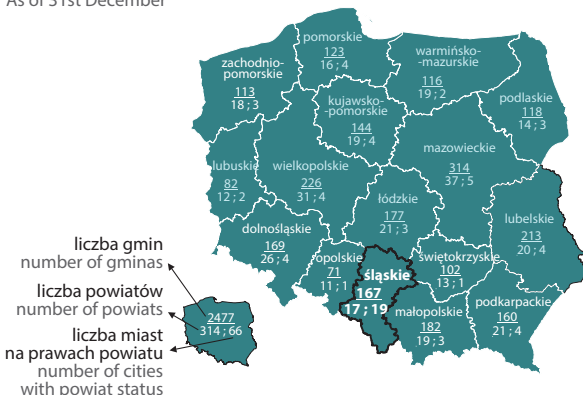 As of 31st December
pomorskie
123
16 ; 4
warmińsko-
-mazurskie
116
19 ; 2
zachodnio-
pomorskie
113
18 ; 3
podlaskie
118
14 ; 3
kujawsko-
-pomorskie
144
19 ; 4
mazowieckie
314
37 ; 5
lubuskie
82
12 ; 2
wielkopolskie
226
31 ; 4
łódzkie
177
21 ; 3
lubelskie
213
20 ; 4
dolnośląskie
169
26 ; 4
opolskie
71
11 ; 1
śląskie
167
17 ; 19
świętokrzyskie
102
13 ; 1
małopolskie
182
19 ; 3
podkarpackie
160
21 ; 4
liczba gmin
number of gminas
liczba powiatów
number of powiats
liczba miast
na prawach powiatu
number of cities
with powiat status
2477
314 ; 66